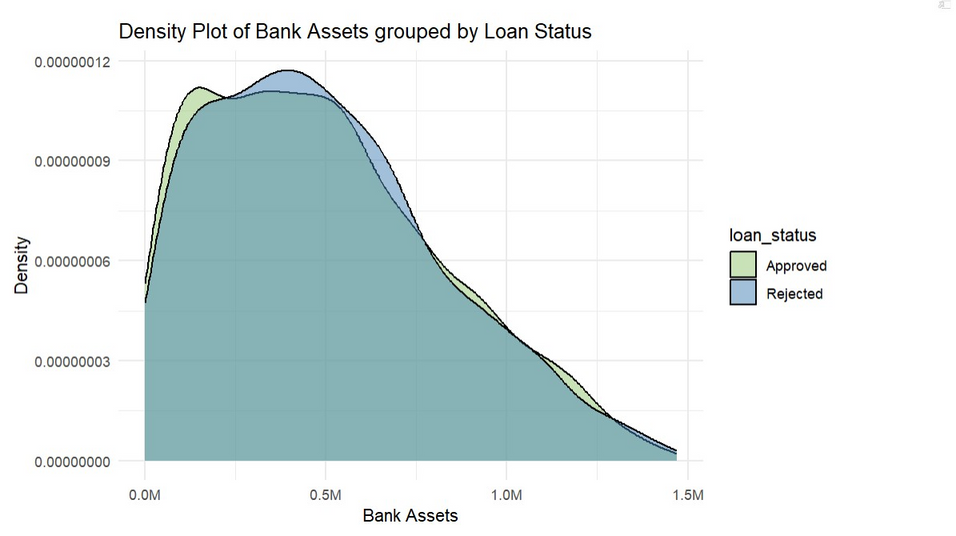 Density Plot of Bank Assets grouped by Loan Status
0.00000012
0.00000009
0.00000006
0.00000003
0.00000000
Density
0.0M
0.5M
1.0M
1.5M
Bank Assets
loan_status
Approved
Rejected